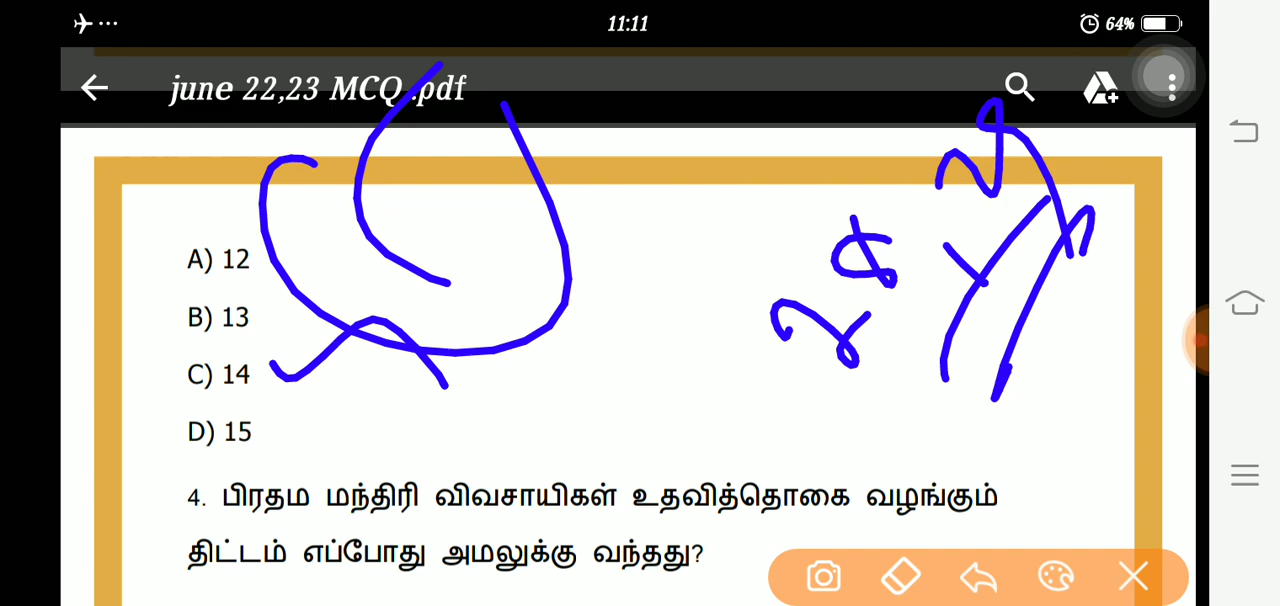 11:11 64%
june 22,23 MCQ .pdf
A) 12
B) 13
C) 14
D) 15
4. பிரதம மந்திரி விவசாயிகள் உதவித்தொகை வழங்கும்
திட்டம் எப்போது அமலுக்கு வந்தது?